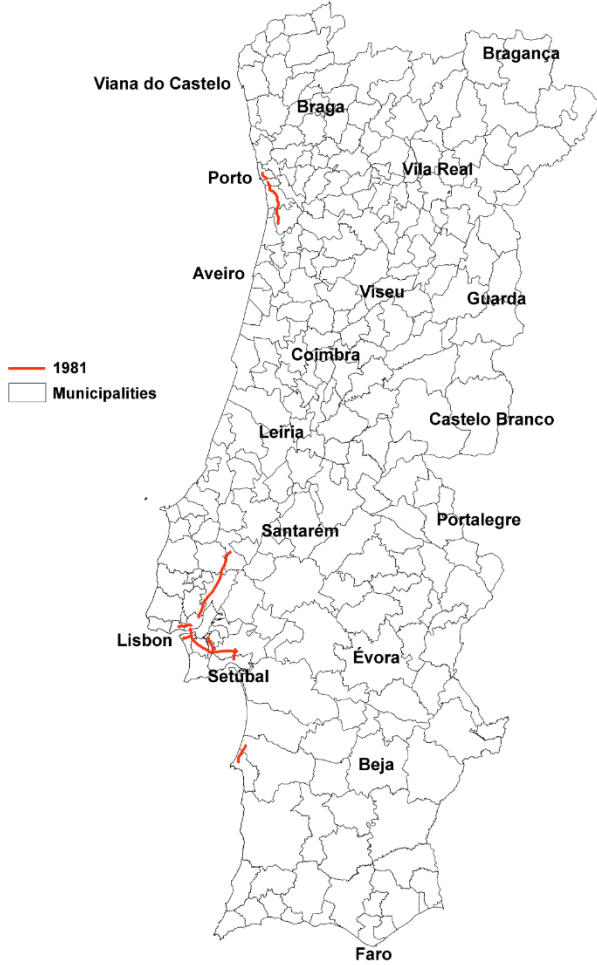 Bragança
Viana do Castelo
Braga
Vila Real
Porto
Aveiro
Viseu
Guarda
Coimbra
1981
Municipalities
Castelo Branco
Leiria
Portalegre
Santarém
Lisbon
Évora
Setúbal
Beja
Faro